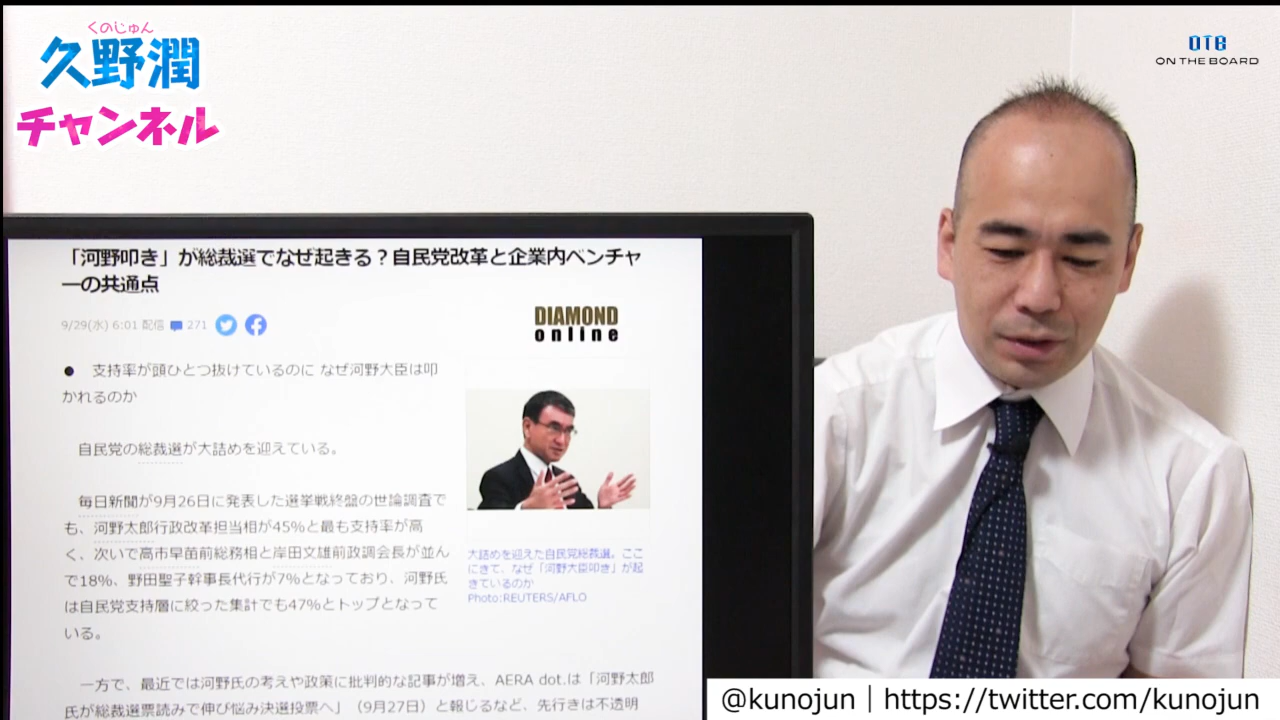 くのじゅん
久野潤
チャンネル
OTB
ON THE BOARD
「河野叩き」が総裁選でなぜ起きる？自民党改革と企業内ベンチャ
ーの共通点
9/29(水) 6:01 配信 271
DIAMOND
online
● 支持率が頭ひとつ抜けているのに なぜ河野大臣は叩
かれるのか
自民党の総裁選が大詰めを迎えている。
毎日新聞が9月26日に発表した選挙戦終盤の世論調査で
も、河野太郎行政改革担当相が45%と最も支持率が高
く、次いで高市早苗前総務相と岸田文雄前政調会長が並ん
で18%、野田聖子幹事長代行が7%となっており、河野氏
は自民党支持層に絞った集計でも47%とトップとなって
いる。
大詰めを迎えた自民党総裁選。ここ
にきて、なぜ「河野大臣叩き」が起
きているのか
Photo:REUTERS/AFLO
一方で、最近では河野氏の考えや政策に批判的な記事が増え、AERA dot.は「河野太郎
氏が総裁選票読みで伸び悩み決選投票へ」（9月27日）と報じるなど、先行きは不透明
@kunojun｜https://twitter.com/kunojun